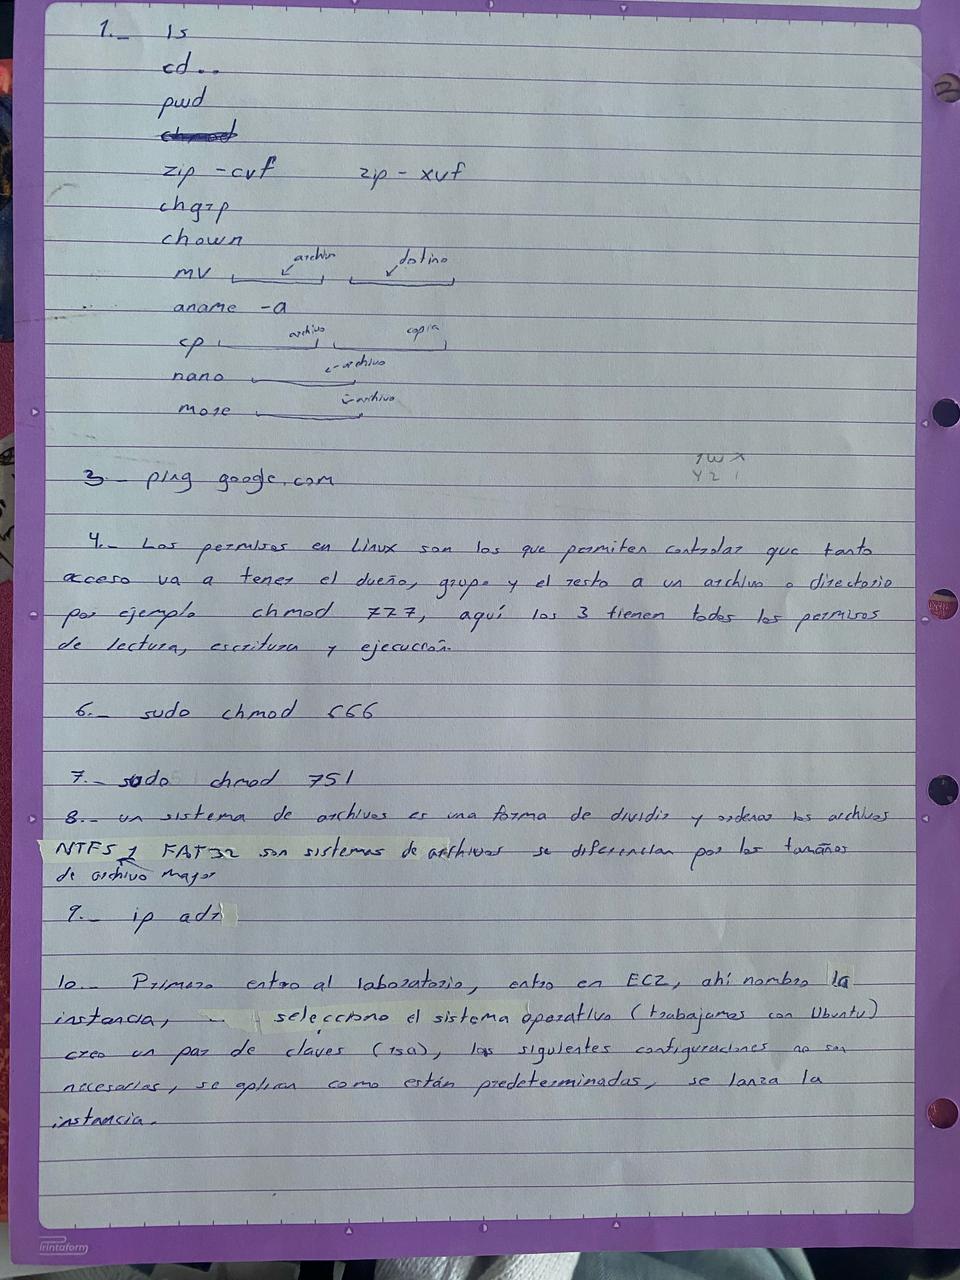 1._ ls
cd..
pwd
chmod
zip -cvf zip - xvf
chgrp
chown
mv archivo destino
aname -a
cp archivo copia
nano archivo
more archivo
3._ ping google.com
rwx
421
4._ Los permisos en Linux son los que permiten controlar que tanto
acceso va a tener el dueño, grupo y el resto a un archivo o directorio
por ejemplo chmod 777, aquí los 3 tienen todos los permisos
de lectura, escritura y ejecución.
6._ sudo chmod 666
7._ sudo chmod 751
8._ un sistema de archivos es una forma de dividir y ordenar los archivos
NTFS y FAT32 son sistemas de archivos se diferencian por los tamaños
de archivo mayor
9._ ip adr
10._ Primero entro al laboratorio, entro en EC2, ahí nombro la
instancia, selecciono el sistema operativo (trabajamos con Ubuntu)
creo un par de claves (rsa), las siguientes configuraciones no son
necesarias, se aplican como están predeterminadas, se lanza la
instancia.
Printaform